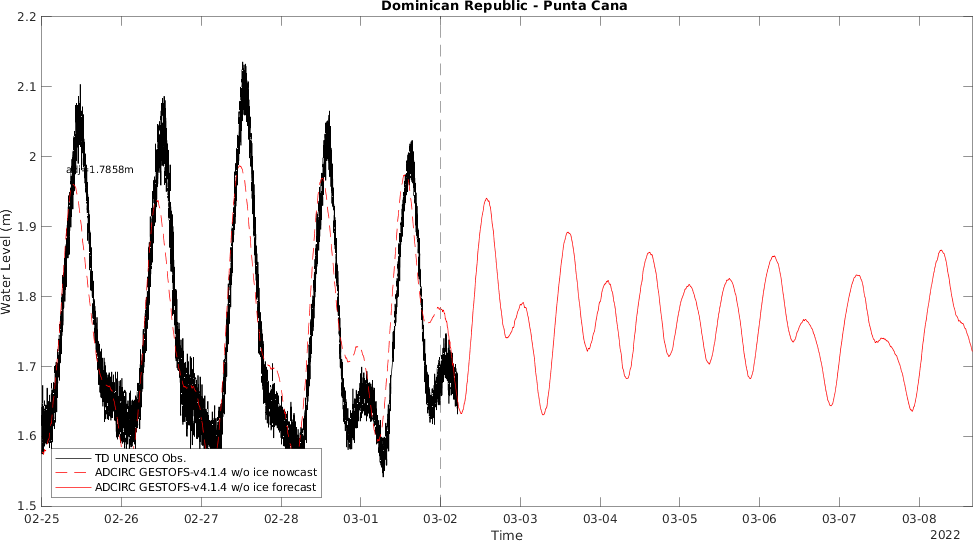 Dominican Republic - Punta Cana
2.2
2.1
2
1.9
1.8
1.7
1.6
1.5
Water Level (m)
TD UNESCO Obs.
ADCIRC GESTOFS-v4.1.4 w/o ice nowcast
ADCIRC GESTOFS-v4.1.4 w/o ice forecast
02-25 02-26 02-27 02-28 03-01 03-02 03-03 03-04 03-05 03-06 03-07 03-08
Time
2022